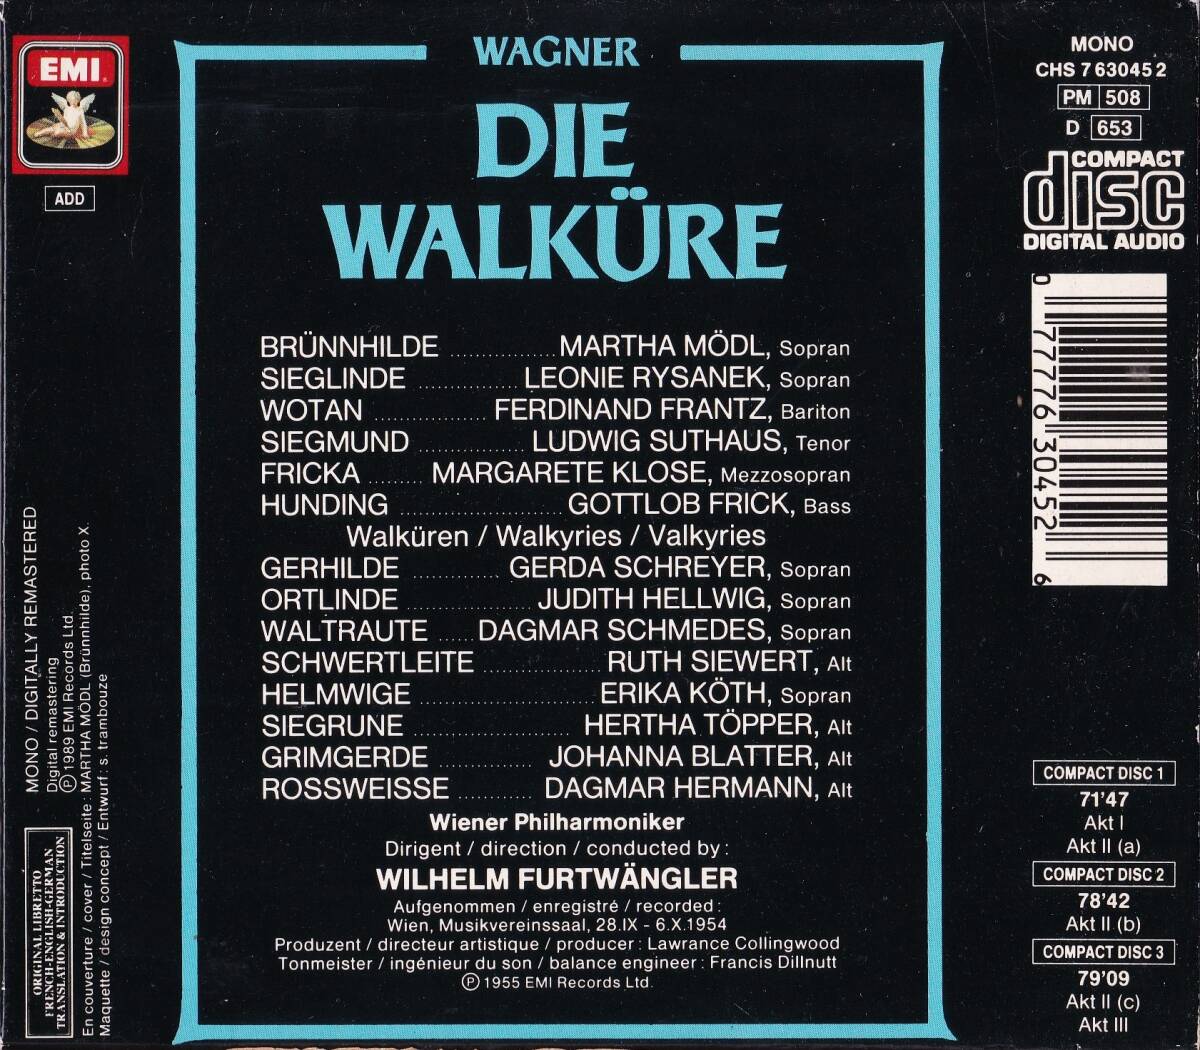 EMI
ADD
WAGNER
DIE
WALKÜRE
BRÜNNHILDE ............... MARTHA MÖDL, Sopran
SIEGLINDE .............. LEONIE RYSANEK, Sopran
WOTAN ................ FERDINAND FRANTZ, Bariton
SIEGMUND ............... LUDWIG SUTHAUS, Tenor
FRICKA ........ MARGARETE KLOSE, Mezzosopran
HUNDING ....................... GOTTLOB FRICK, Bass
Walküren / Walkyries / Valkyries
GERHILDE ............. GERDA SCHREYER, Sopran
ORTLINDE .................. JUDITH HELLWIG, Sopran
WALTRAUTE ..... DAGMAR SCHMEDES, Sopran
SCHWERTLEITE ................. RUTH SIEWERT, Alt
HELMWIGE .......................... ERIKA KÖTH, Sopran
SIEGRUNE ......................... HERTHA TÖPPER, Alt
GRIMGERDE ................. JOHANNA BLATTER, Alt
ROSSWEISSE ............. DAGMAR HERMANN, Alt
Wiener Philharmoniker
Dirigent / direction / conducted by :
WILHELM FURTWÄNGLER
Aufgenommen / enregistré / recorded :
Wien, Musikvereinssaal, 28.IX - 6.X.1954
Produzent / directeur artistique / producer : Lawrance Collingwood
Tonmeister / ingénieur du son / balance engineer : Francis Dillnutt
℗ 1955 EMI Records Ltd.
MONO
CHS 7 63045 2
PM 508
D 653
COMPACT
disc
DIGITAL AUDIO
0 77776 30452 6
COMPACT DISC 1
71'47
Akt I
Akt II (a)
COMPACT DISC 2
78'42
Akt II (b)
COMPACT DISC 3
79'09
Akt II (c)
Akt III
MONO / DIGITALLY REMASTERED
Digital remastering
℗ 1989 EMI Records Ltd.
En couverture / cover / Titelseite : MARTHA MÖDL (Brünnhilde), photo X.
Maquette / design concept / Entwurf : s. trambouze
ORIGINAL LIBRETTO
FRENCH-ENGLISH-GERMAN
TRANSLATION & INTRODUCTION